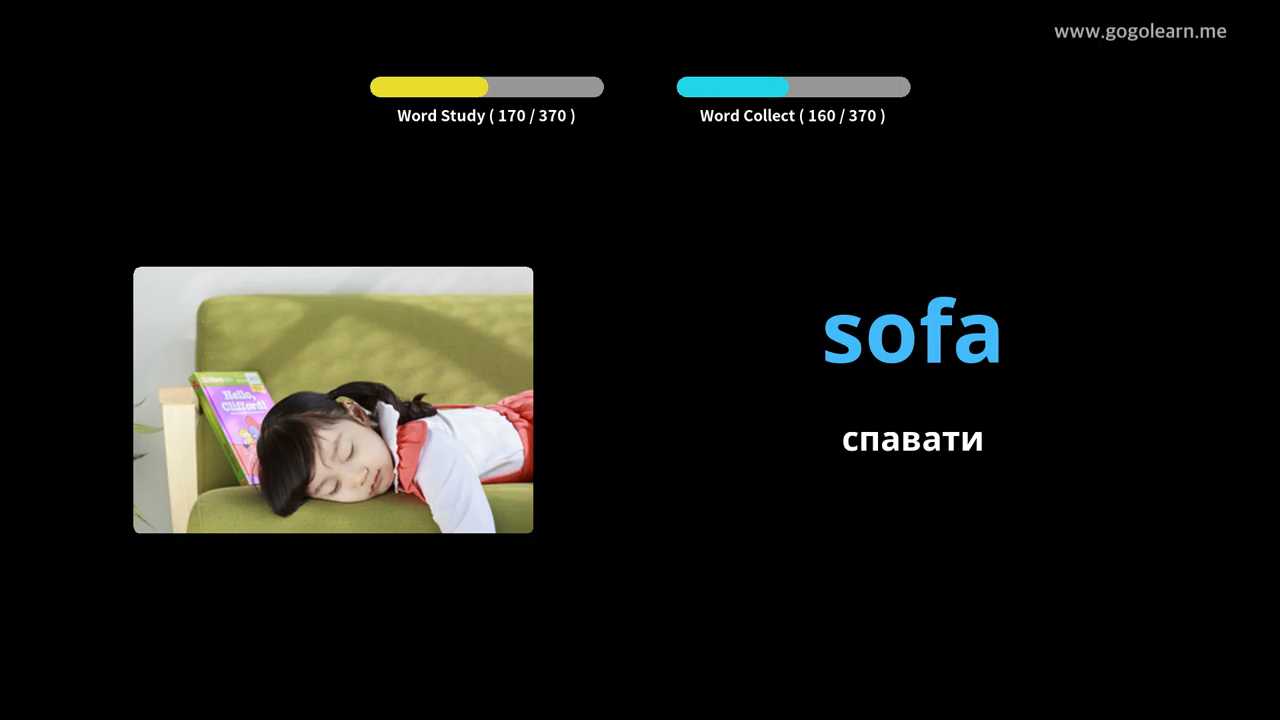 www.gogolearn.me
Word Study ( 170 / 370 )
Word Collect ( 160 / 370 )
Hello,
Clifford!
sofa
спавати